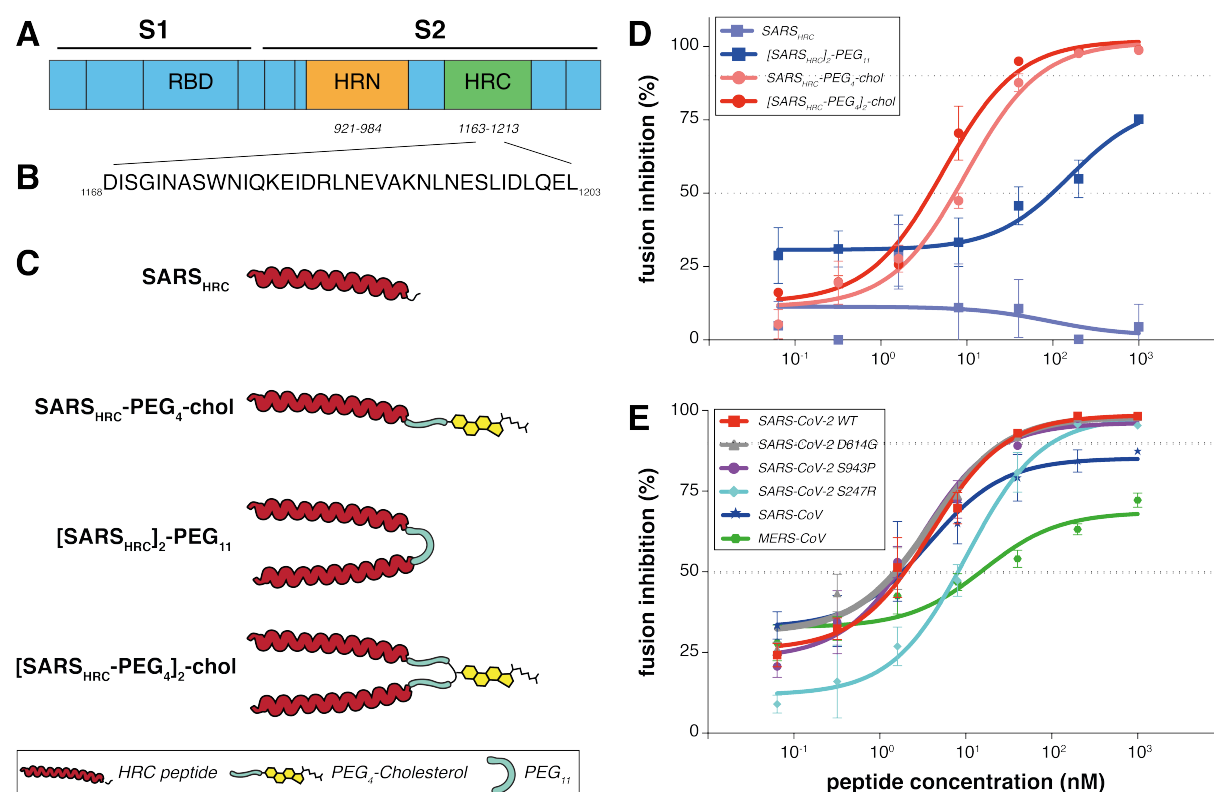 A
S1
S2
RBD
HRN
HRC
921-984
1163-1213
B
1168DISGINASWNIQKEIDRLNEVAKNLNESLIDLQEL1203
C
SARSHRC
SARSHRC-PEG4-chol
[SARSHRC]2-PEG11
[SARSHRC-PEG4]2-chol
HRC peptide
PEG4-Cholesterol
PEG11
D
SARSHRC
[SARSHRC]2-PEG11
SARSHRC-PEG4-chol
[SARSHRC-PEG4]2-chol
fusion inhibition (%)
100
75
50
25
0
10-1
100
101
102
103
E
SARS-CoV-2 WT
SARS-CoV-2 D614G
SARS-CoV-2 S943P
SARS-CoV-2 S247R
SARS-CoV
MERS-CoV
fusion inhibition (%)
100
75
50
25
0
10-1
100
101
102
103
peptide concentration (nM)